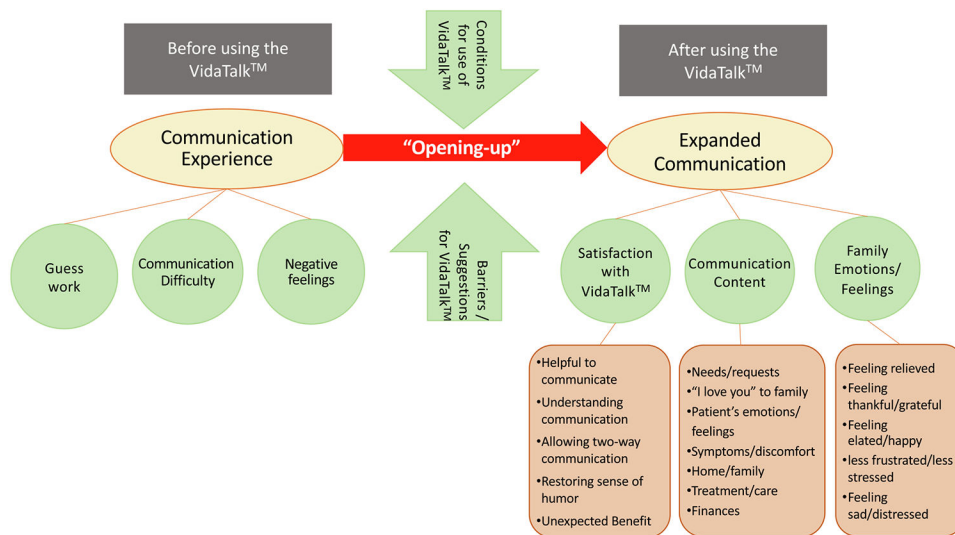 Before using the
VidaTalk™
Conditions
for use of
VidaTalk™
After using the
VidaTalk™
Communication
Experience
“Opening-up”
Expanded
Communication
Guess
work
Communication
Difficulty
Negative
feelings
Barriers /
Suggestions
for VidaTalk™
Satisfaction
with
VidaTalk™
Communication
Content
Family
Emotions/
Feelings
•Helpful to
communicate
•Understanding
communication
•Allowing two-way
communication
•Restoring sense of
humor
•Unexpected Benefit
•Needs/requests
•“I love you” to family
•Patient’s emotions/
feelings
•Symptoms/discomfort
•Home/family
•Treatment/care
•Finances
•Feeling relieved
•Feeling
thankful/grateful
•Feeling
elated/happy
•less frustrated/less
stressed
•Feeling
sad/distressed